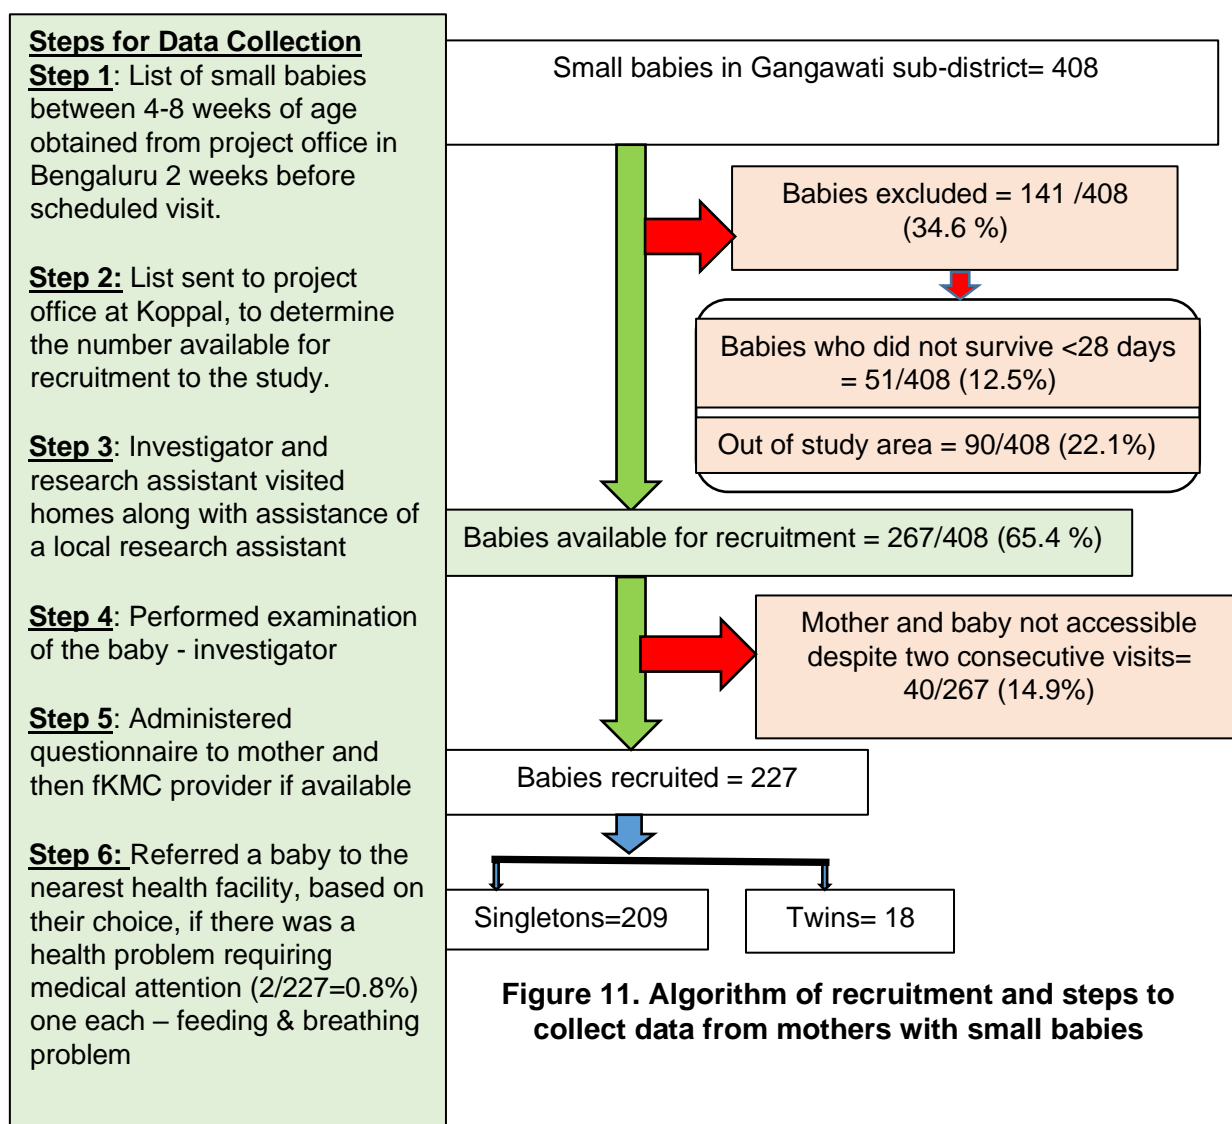 Steps for Data Collection
Step 1: List of small babies
between 4-8 weeks of age
obtained from project office in
Bengaluru 2 weeks before
scheduled visit.
Step 2: List sent to project
office at Koppal, to determine
the number available for
recruitment to the study.
Step 3: Investigator and
research assistant visited
homes along with assistance of
a local research assistant
Step 4: Performed examination
of the baby - investigator
Step 5: Administered
questionnaire to mother and
then fKMC provider if available
Step 6: Referred a baby to the
nearest health facility, based on
their choice, if there was a
health problem requiring
medical attention (2/227=0.8%)
one each – feeding & breathing
problem
Small babies in Gangawati sub-district= 408
Babies excluded = 141 /408
(34.6 %)
Babies who did not survive <28 days
= 51/408 (12.5%)
Out of study area = 90/408 (22.1%)
Babies available for recruitment = 267/408 (65.4 %)
Mother and baby not accessible
despite two consecutive visits=
40/267 (14.9%)
Babies recruited = 227
Singletons=209
Twins= 18
Figure 11. Algorithm of recruitment and steps to
collect data from mothers with small babies